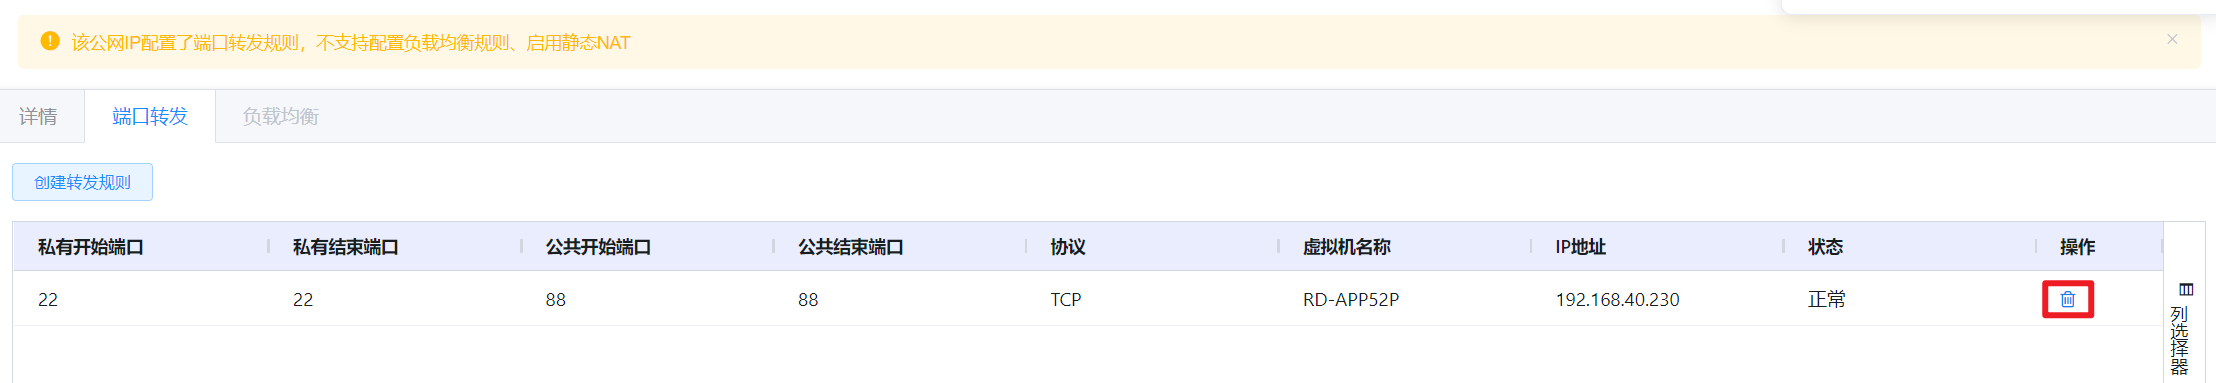 该公网IP配置了端口转发规则，不支持配置负载均衡规则、启用静态NAT
详情 端口转发 负载均衡
创建转发规则
私有开始端口 私有结束端口 公共开始端口 公共结束端口 协议 虚拟机名称 IP地址 状态 操作
22 22 88 88 TCP RD-APP52P 192.168.40.230 正常
列选择器